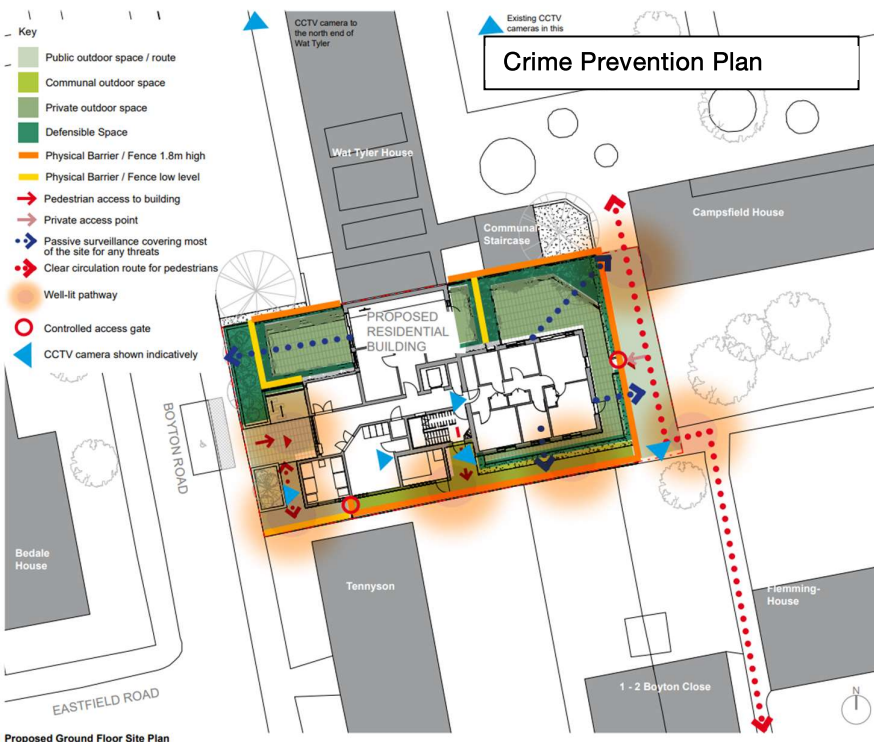 Key
Public outdoor space / route
Communal outdoor space
Private outdoor space
Defensible Space
Physical Barrier / Fence 1.8m high
Physical Barrier / Fence low level
Pedestrian access to building
Private access point
Passive surveillance covering most
of the site for any threats
Clear circulation route for pedestrians
Well-lit pathway
Controlled access gate
CCTV camera shown indicatively
CCTV camera to
the north end of
Wat Tyler
Existing CCTV
cameras in this
Crime Prevention Plan
Wat Tyler House
Communal
Staircase
Campsfield House
PROPOSED
RESIDENTIAL
BUILDING
BOYTON ROAD
Bedale
House
Tennyson
Flemming-
House
1 - 2 Boyton Close
EASTFIELD ROAD
N
Proposed Ground Floor Site Plan